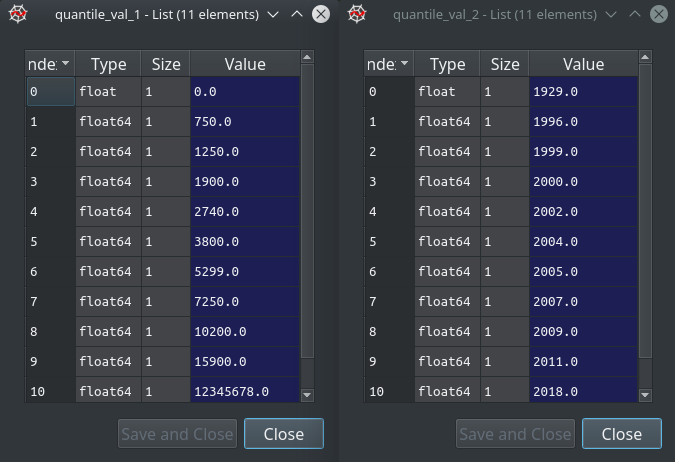 quantile_val_1 - List (11 elements)
nde: Type Size Value
0 float 1 0.0
1 float64 1 750.0
2 float64 1 1250.0
3 float64 1 1900.0
4 float64 1 2740.0
5 float64 1 3800.0
6 float64 1 5299.0
7 float64 1 7250.0
8 float64 1 10200.0
9 float64 1 15900.0
10 float64 1 12345678.0
Save and Close Close
quantile_val_2 - List (11 elements)
nde: Type Size Value
0 float 1 1929.0
1 float64 1 1996.0
2 float64 1 1999.0
3 float64 1 2000.0
4 float64 1 2002.0
5 float64 1 2004.0
6 float64 1 2005.0
7 float64 1 2007.0
8 float64 1 2009.0
9 float64 1 2011.0
10 float64 1 2018.0
Save and Close Close